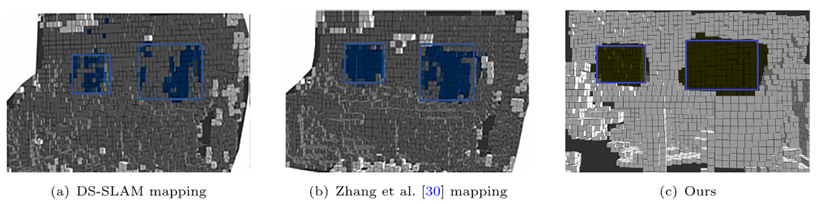 (a) DS-SLAM mapping
(b) Zhang et al. [30] mapping
(c) Ours